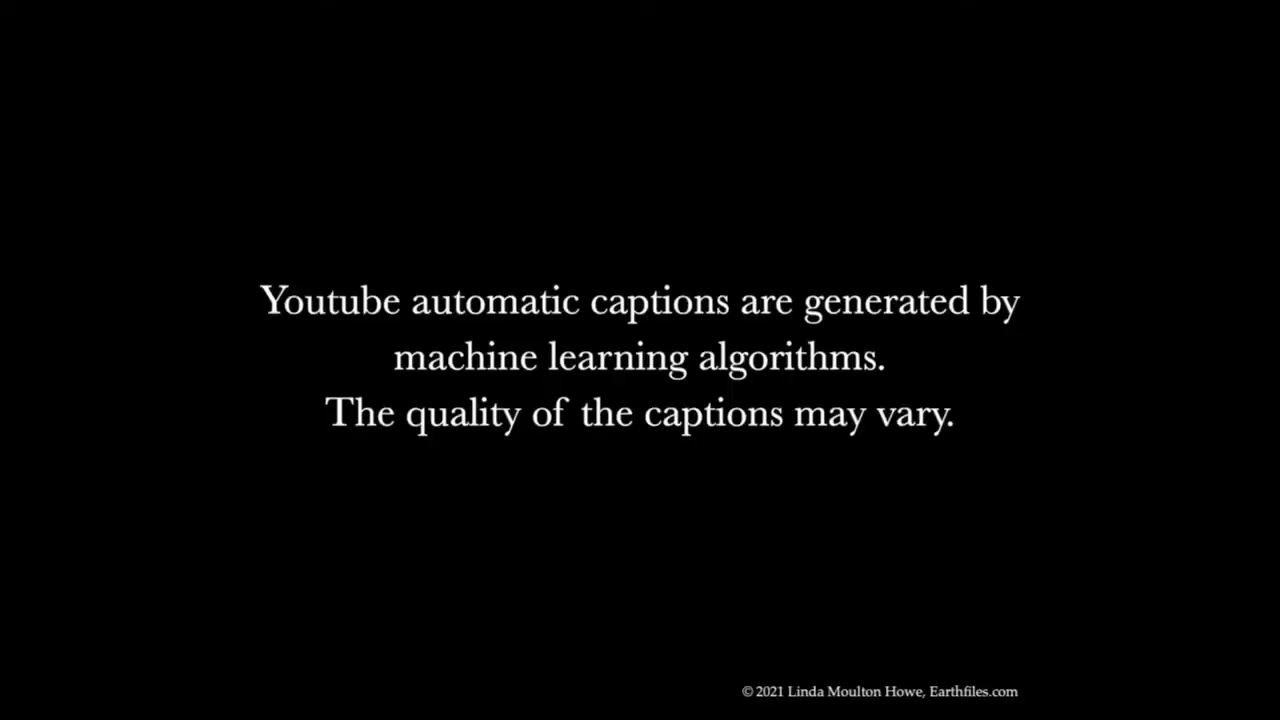 Youtube automatic captions are generated by
machine learning algorithms.
The quality of the captions may vary.
© 2021 Linda Moulton Howe, Earthfiles.com